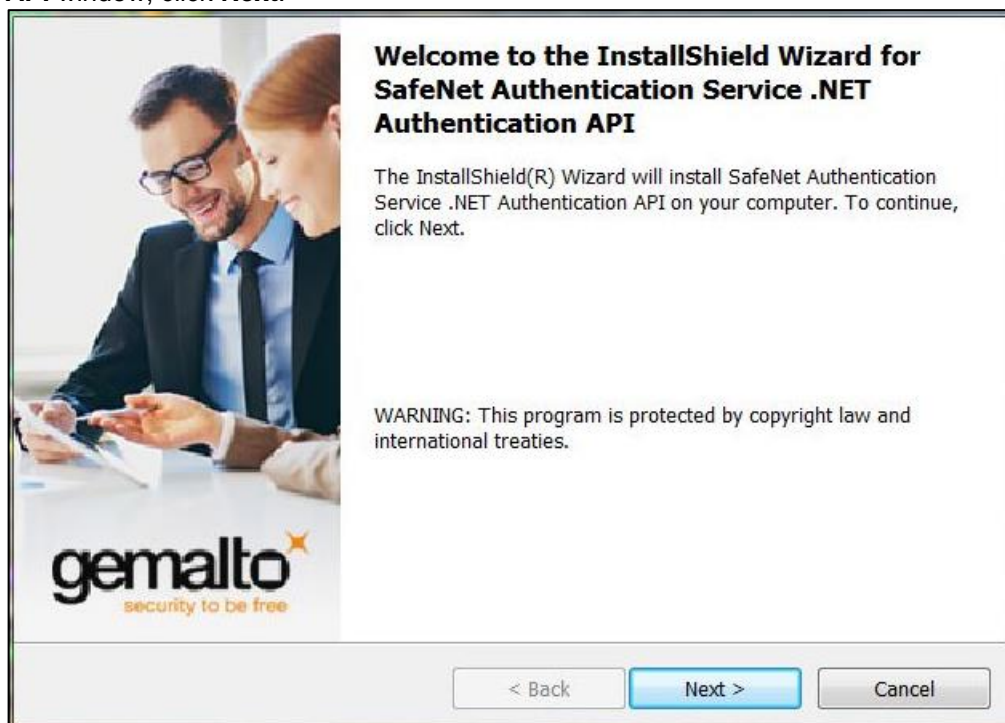 Welcome to the InstallShield Wizard for
SafeNet Authentication Service .NET
Authentication API
The InstallShield(R) Wizard will install SafeNet Authentication
Service .NET Authentication API on your computer. To continue,
click Next.
WARNING: This program is protected by copyright law and
international treaties.
gemalto
security to be free
< Back Next > Cancel